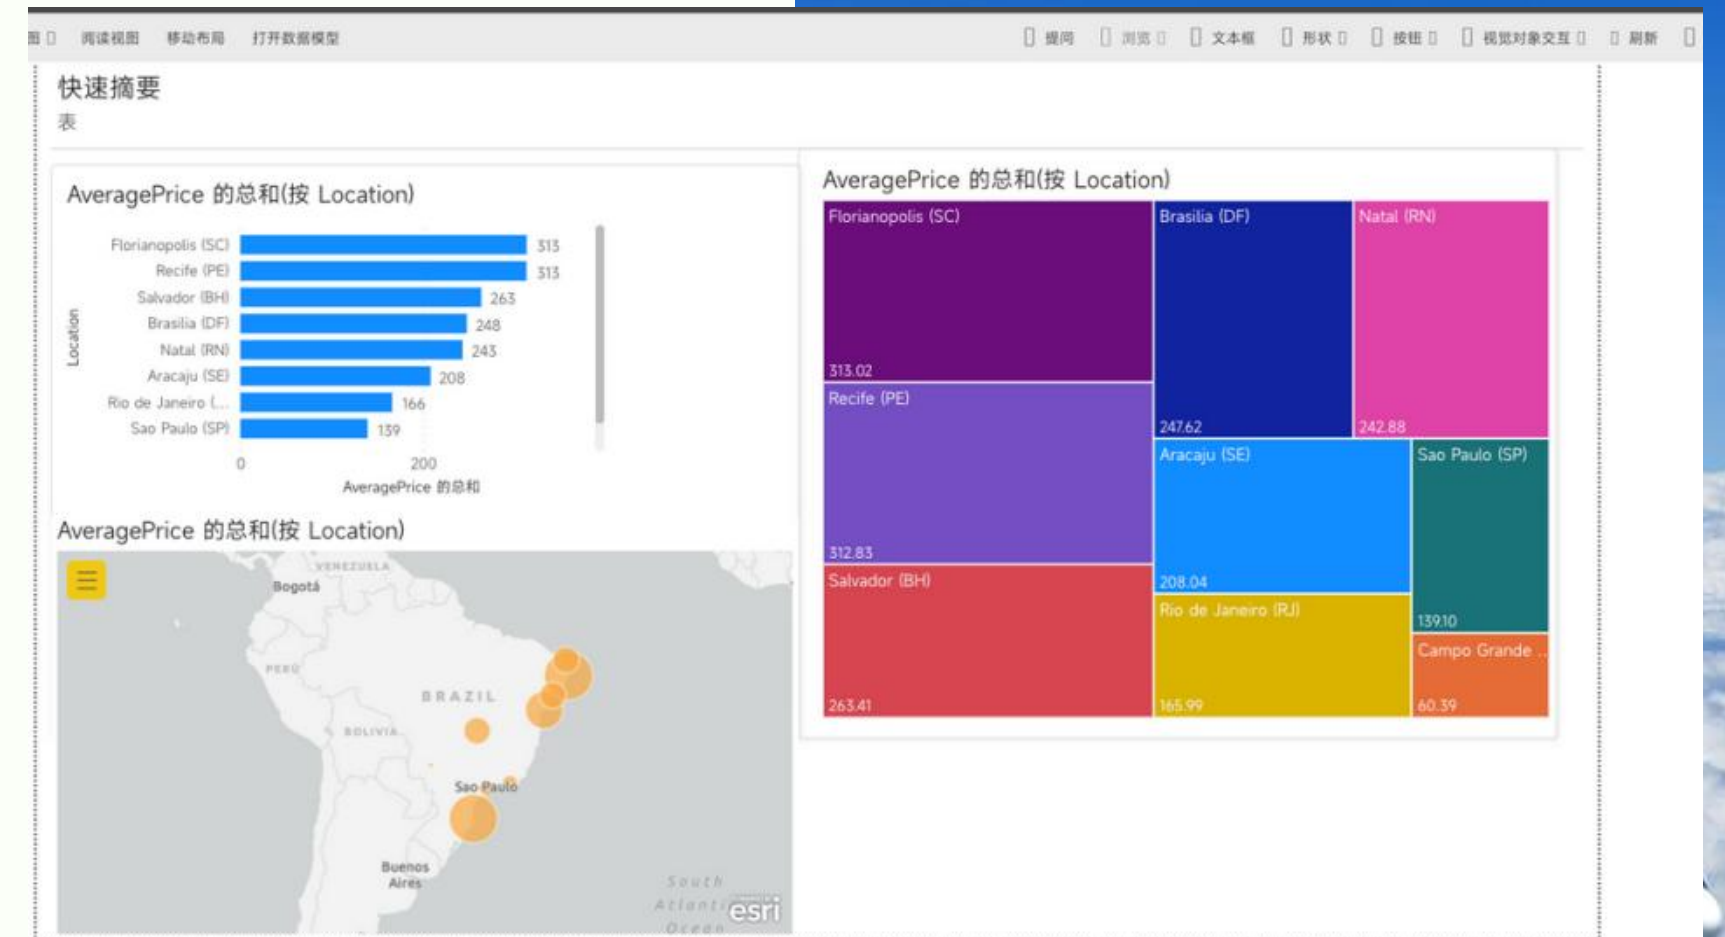 图 阅读视图 移动布局 打开数据模型 提问 浏览 文本框 形状 按钮 视觉对象交互 刷新
快速摘要
表
AveragePrice 的总和(按 Location)
Location
Florianopolis (SC) 313
Recife (PE) 313
Salvador (BH) 263
Brasilia (DF) 248
Natal (RN) 243
Aracaju (SE) 208
Rio de Janeiro (... 166
Sao Paulo (SP) 139
0 200
AveragePrice 的总和
AveragePrice 的总和(按 Location)
VENEZUELA
Bogotá
PERÚ
BRAZIL
BOLIVIA
Sao Paulo
Buenos
Aires
South
Atlantic
Ocean
esri
AveragePrice 的总和(按 Location)
Florianopolis (SC)
313.02
Recife (PE)
312.83
Salvador (BH)
263.41
Brasilia (DF)
247.62
Natal (RN)
242.88
Aracaju (SE)
208.04
Rio de Janeiro (RJ)
165.99
Sao Paulo (SP)
139.10
Campo Grande ...
60.39